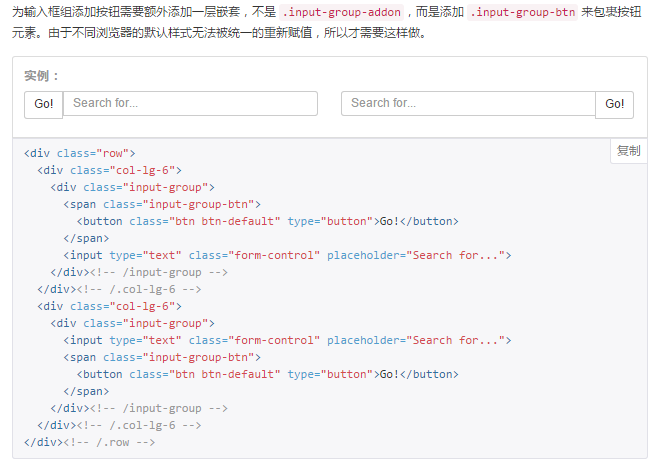 为输入框组添加按钮需要额外添加一层嵌套，不是 .input-group-addon，而是添加 .input-group-btn 来包裹按钮
元素。由于不同浏览器的默认样式无法被统一的重新赋值，所以才需要这样做。
实例：
Go! Search for... Search for... Go!
复制
<div class="row">
  <div class="col-lg-6">
    <div class="input-group">
      <span class="input-group-btn">
        <button class="btn btn-default" type="button">Go!</button>
      </span>
      <input type="text" class="form-control" placeholder="Search for...">
    </div><!-- /input-group -->
  </div><!-- /.col-lg-6 -->
  <div class="col-lg-6">
    <div class="input-group">
      <input type="text" class="form-control" placeholder="Search for...">
      <span class="input-group-btn">
        <button class="btn btn-default" type="button">Go!</button>
      </span>
    </div><!-- /input-group -->
  </div><!-- /.col-lg-6 -->
</div><!-- /.row -->